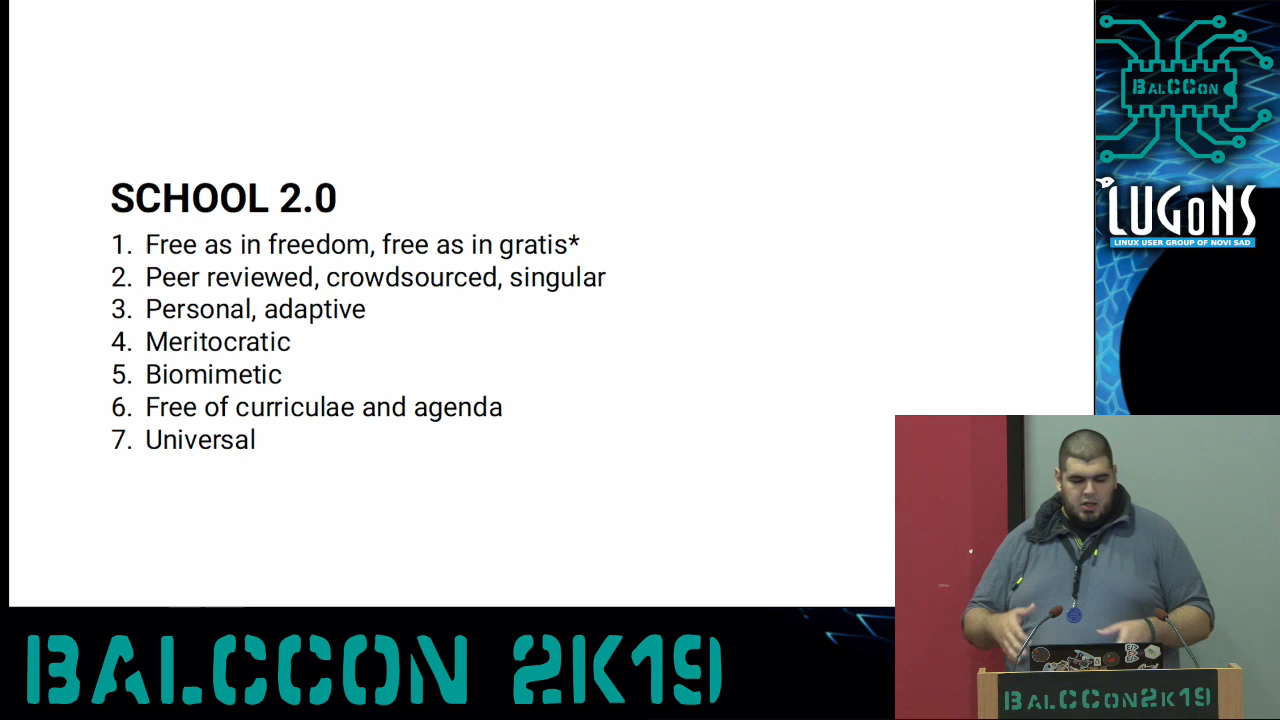 SCHOOL 2.0
1. Free as in freedom, free as in gratis*
2. Peer reviewed, crowdsourced, singular
3. Personal, adaptive
4. Meritocratic
5. Biomimetic
6. Free of curriculae and agenda
7. Universal
BALCCON
LUGONS
LINUX USER GROUP OF NOVI SAD
BALCCON 2K19
BALCCON2K19